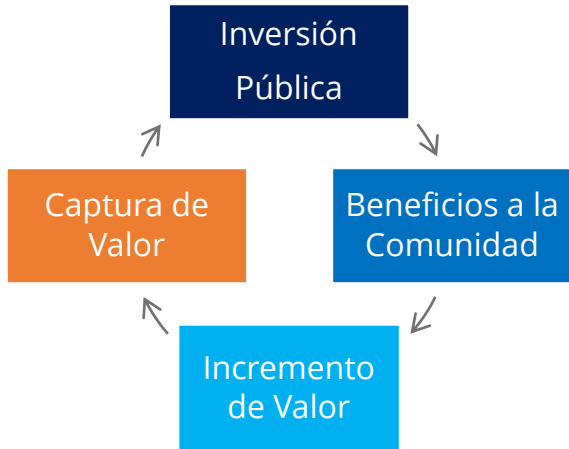 Inversión
Pública
Captura de
Valor
Beneficios a la
Comunidad
Incremento
de Valor